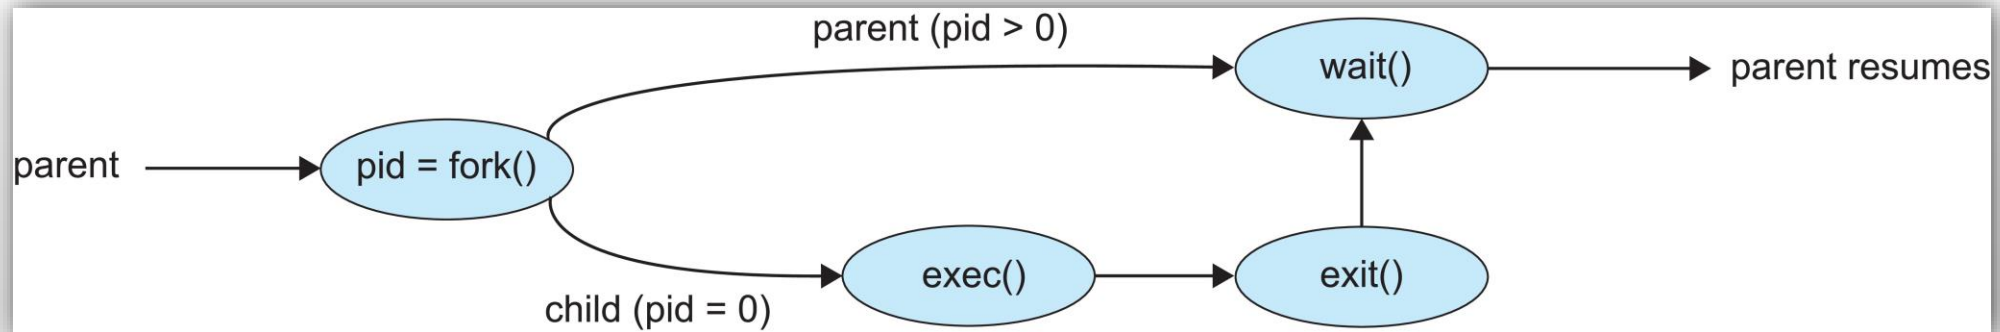 parent (pid > 0)
wait()
parent resumes
parent
pid = fork()
exec()
exit()
child (pid = 0)